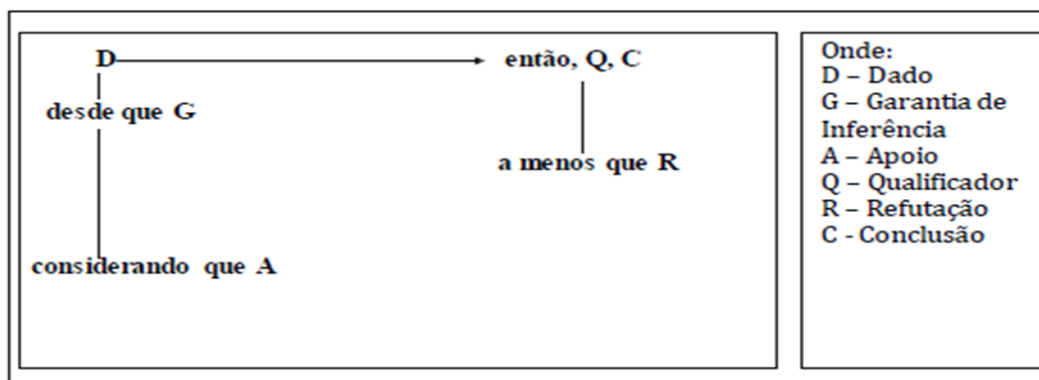 D
então, Q, C
desde que G
a menos que R
considerando que A
Onde:
D – Dado
G – Garantia de
Inferência
A – Apoio
Q – Qualificador
R – Refutação
C - Conclusão